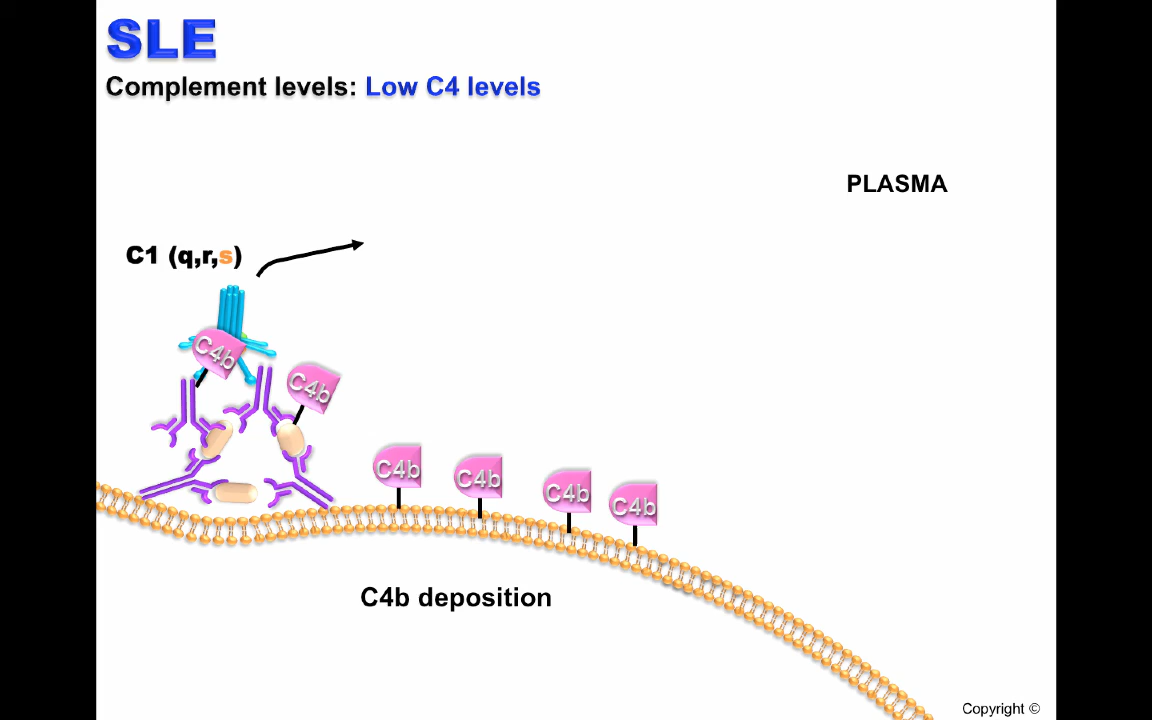 SLE
Complement levels: Low C4 levels
PLASMA
C1 (q,r,s)
C4b
C4b
C4b
C4b
C4b
C4b
C4b deposition
Copyright ©